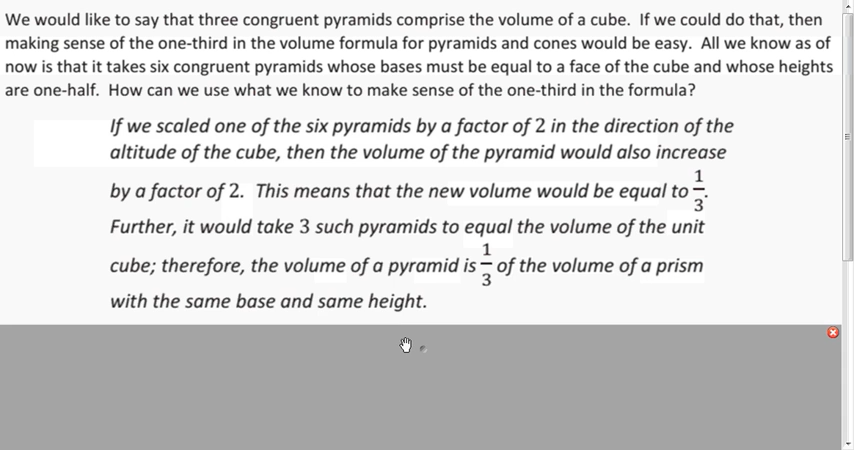 We would like to say that three congruent pyramids comprise the volume of a cube.  If we could do that, then
making sense of the one-third in the volume formula for pyramids and cones would be easy.  All we know as of
now is that it takes six congruent pyramids whose bases must be equal to a face of the cube and whose heights
are one-half.  How can we use what we know to make sense of the one-third in the formula?
If we scaled one of the six pyramids by a factor of 2 in the direction of the
altitude of the cube, then the volume of the pyramid would also increase
by a factor of 2.  This means that the new volume would be equal to 1/3.
Further, it would take 3 such pyramids to equal the volume of the unit
cube; therefore, the volume of a pyramid is 1/3 of the volume of a prism
with the same base and same height.